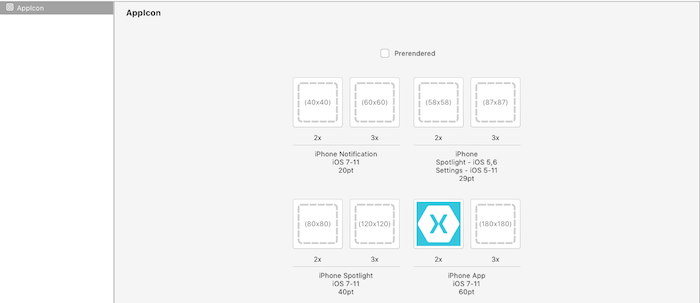 AppIcon
AppIcon
Prerendered
(40x40) (60x60) (58x58) (87x87)
2x 3x 2x 3x
iPhone Notification
iOS 7-11
20pt
iPhone
Spotlight - iOS 5,6
Settings - iOS 5-11
29pt
(80x80) (120x120) X (180x180)
2x 3x 2x 3x
iPhone Spotlight
iOS 7-11
40pt
iPhone App
iOS 7-11
60pt